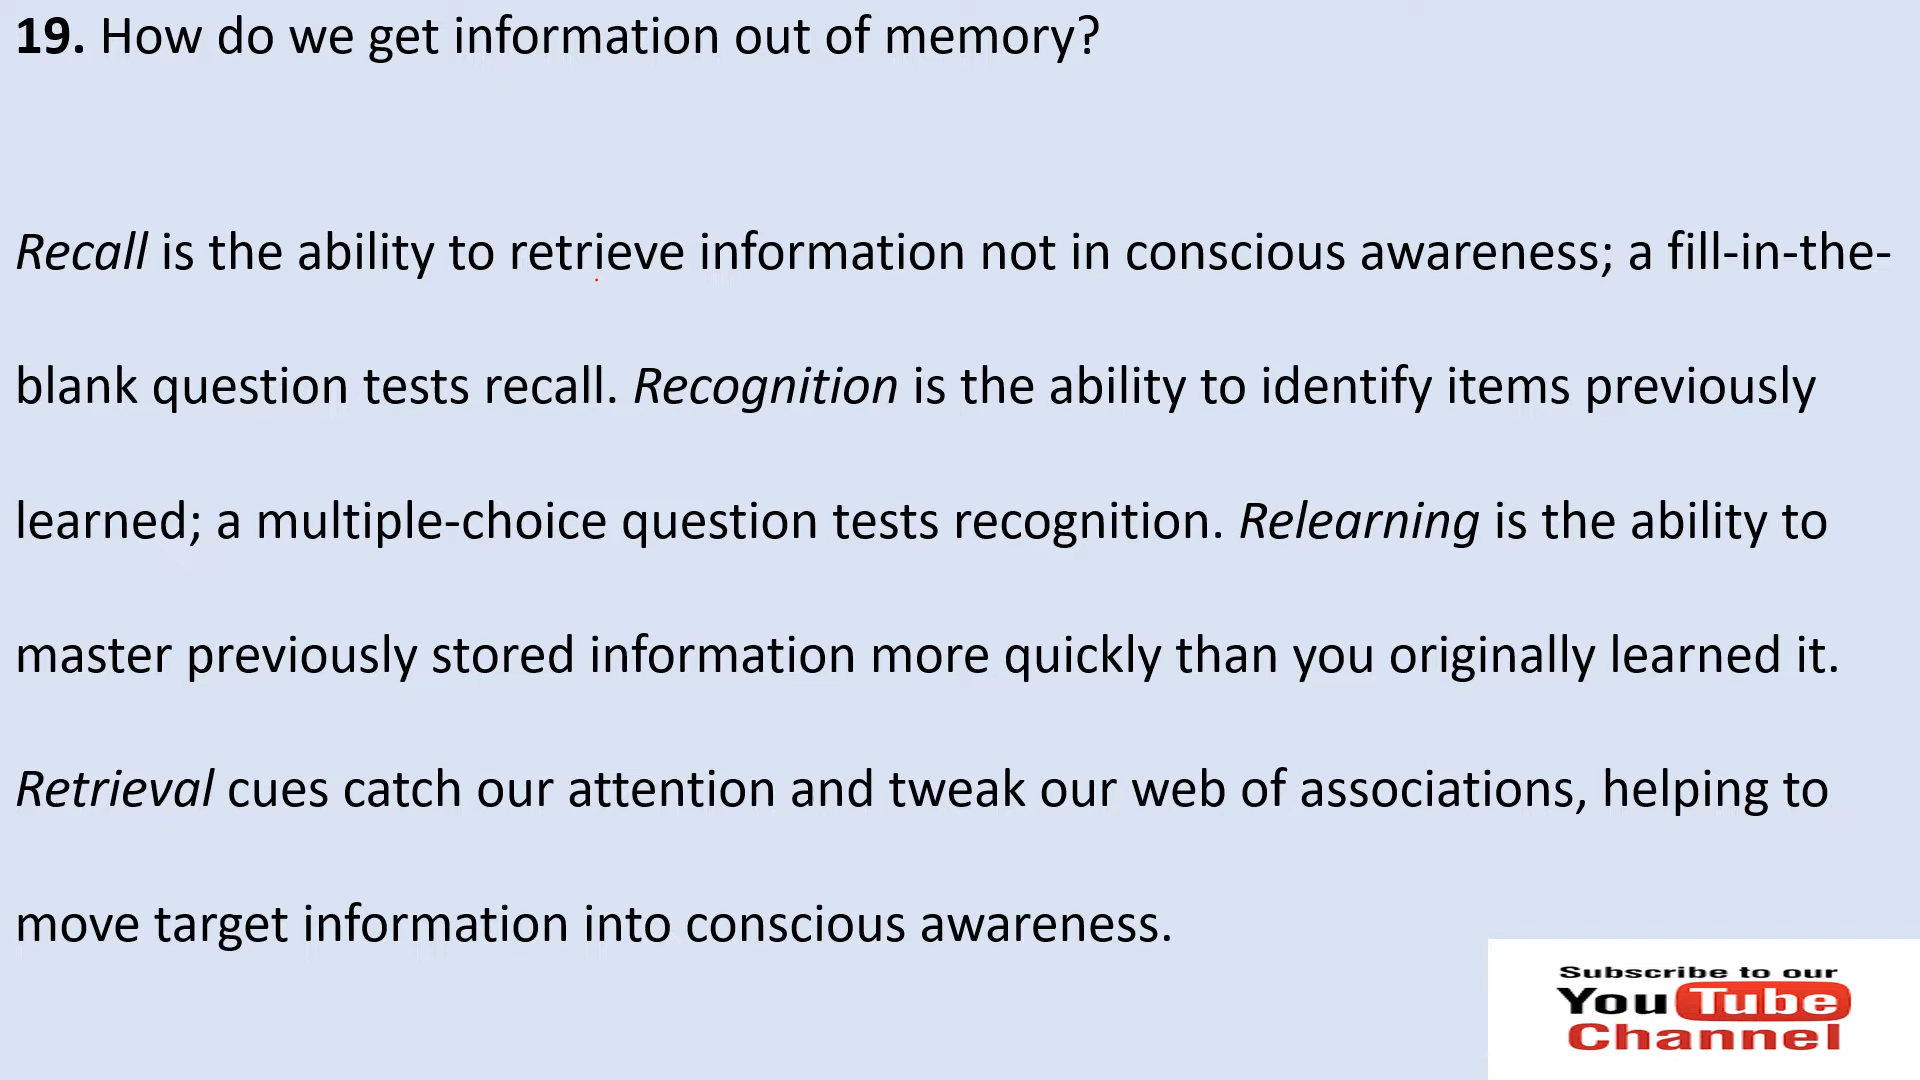 19. How do we get information out of memory?
Recall is the ability to retrieve information not in conscious awareness; a fill-in-the-
blank question tests recall. Recognition is the ability to identify items previously
learned; a multiple-choice question tests recognition. Relearning is the ability to
master previously stored information more quickly than you originally learned it.
Retrieval cues catch our attention and tweak our web of associations, helping to
move target information into conscious awareness.
Subscribe to our
YouTube
Channel